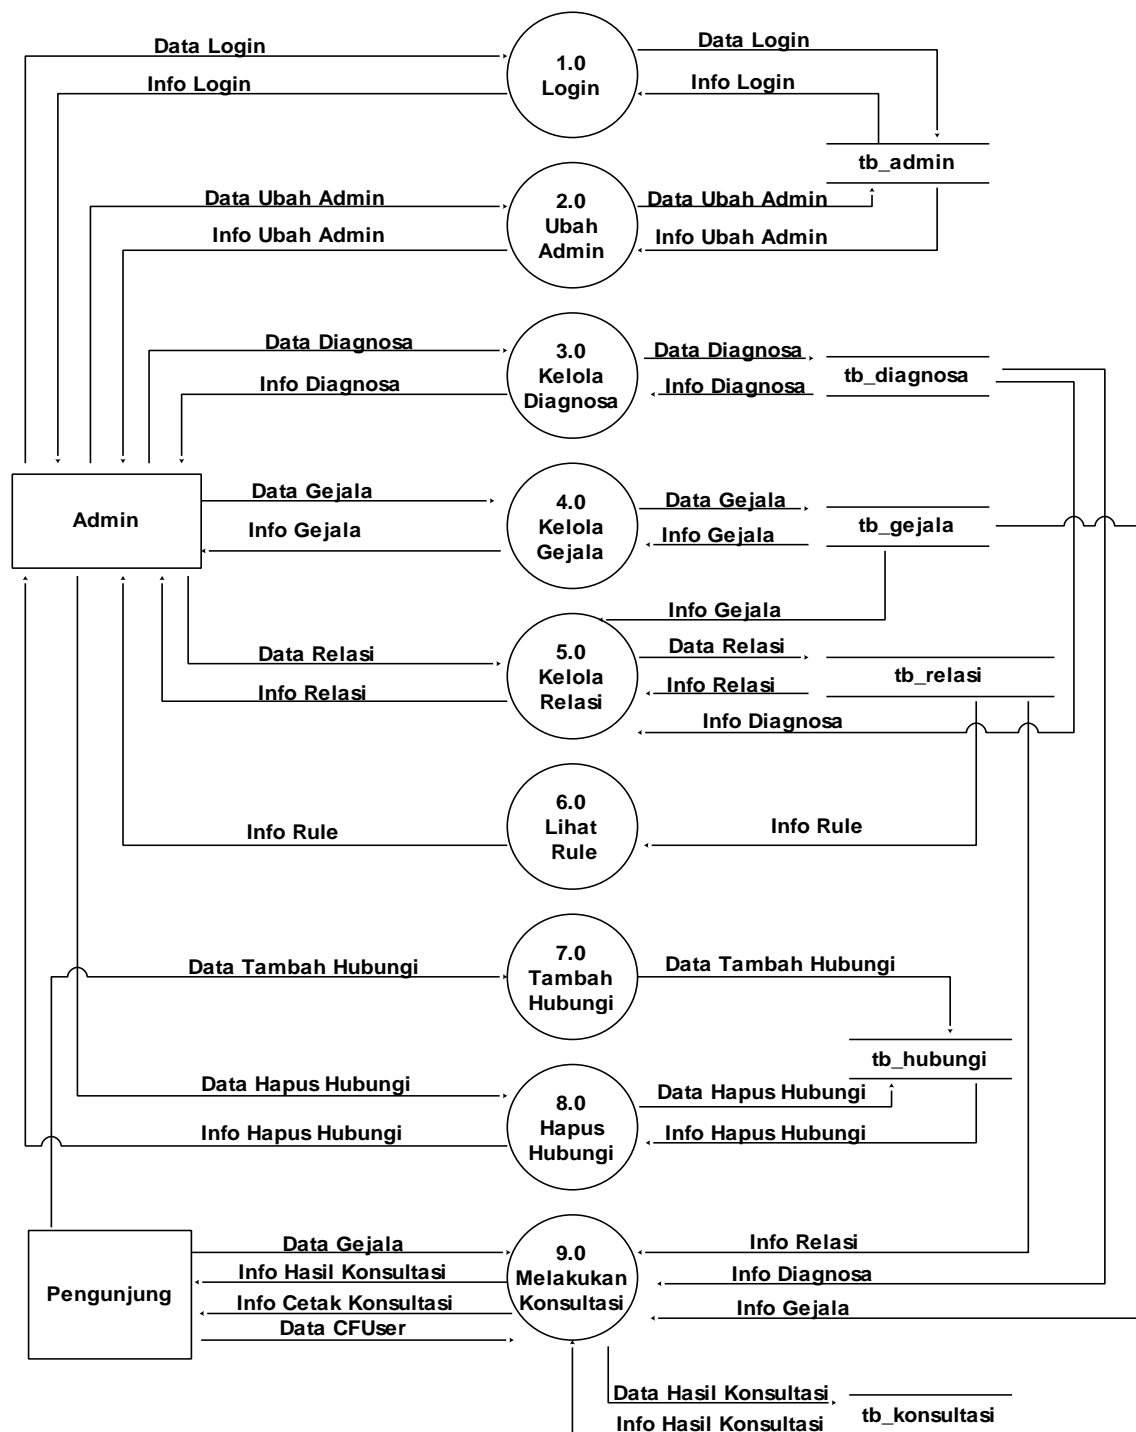 Data Login
1.0
Login
Data Login
Info Login
Info Login
tb_admin
Data Ubah Admin
2.0
Ubah
Admin
Data Ubah Admin
Info Ubah Admin
Info Ubah Admin
Data Diagnosa
3.0
Kelola
Diagnosa
Data Diagnosa
Info Diagnosa
Info Diagnosa
tb_diagnosa
Admin
Data Gejala
4.0
Kelola
Gejala
Data Gejala
Info Gejala
Info Gejala
tb_gejala
Info Gejala
Data Relasi
5.0
Kelola
Relasi
Data Relasi
Info Relasi
Info Relasi
tb_relasi
Info Diagnosa
Info Rule
6.0
Lihat
Rule
Info Rule
Data Tambah Hubungi
7.0
Tambah
Hubungi
Data Tambah Hubungi
tb_hubungi
Data Hapus Hubungi
8.0
Hapus
Hubungi
Data Hapus Hubungi
Info Hapus Hubungi
Info Hapus Hubungi
Pengunjung
Data Gejala
Info Hasil Konsultasi
Info Cetak Konsultasi
Data CFUser
9.0
Melakukan
Konsultasi
Info Relasi
Info Diagnosa
Info Gejala
Data Hasil Konsultasi
Info Hasil Konsultasi
tb_konsultasi